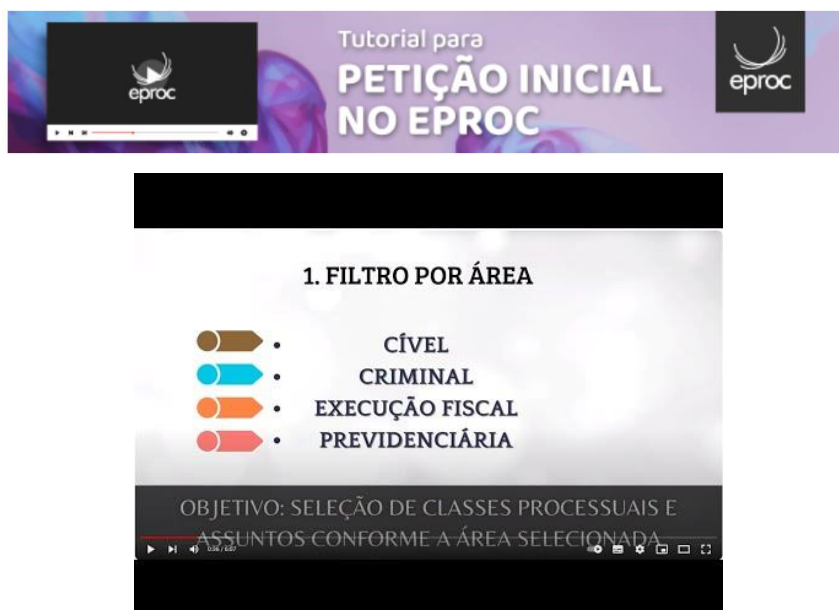 eproc
Tutorial para
PETIÇÃO INICIAL
NO EPROC
eproc
1. FILTRO POR ÁREA
• CÍVEL
• CRIMINAL
• EXECUÇÃO FISCAL
• PREVIDENCIÁRIA
OBJETIVO: SELEÇÃO DE CLASSES PROCESSUAIS E
ASSUNTOS CONFORME A ÁREA SELECIONADA